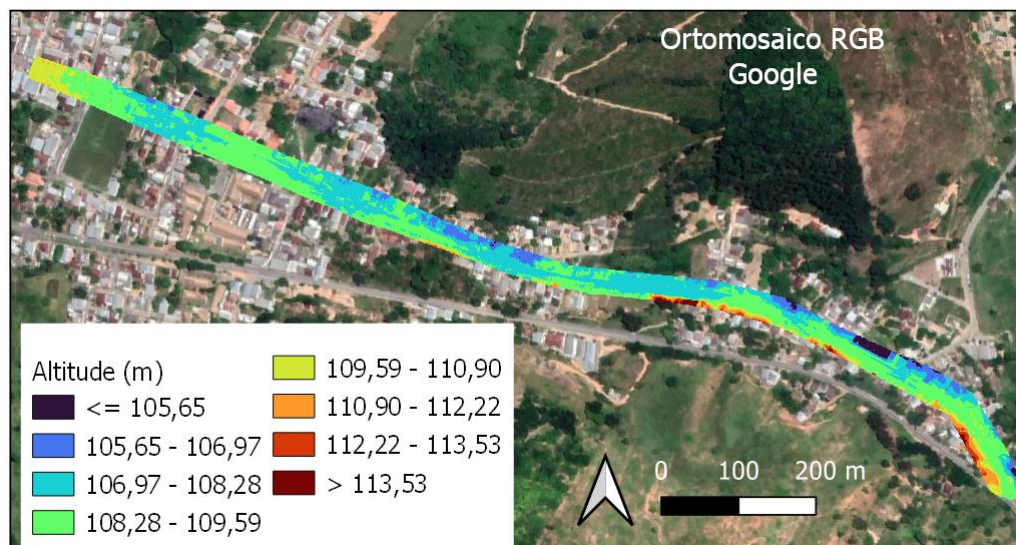 Ortomosaico RGB
Google
Altitude (m)
<= 105,65
105,65 - 106,97
106,97 - 108,28
108,28 - 109,59
109,59 - 110,90
110,90 - 112,22
112,22 - 113,53
> 113,53
0 100 200 m